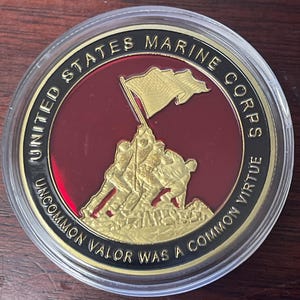 UNITED STATES MARINE CORPS
UNCOMMON VALOR WAS A COMMON VIRTUE